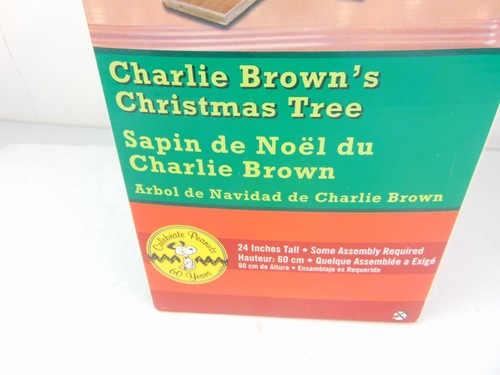 Charlie Brown's
Christmas Tree
Sapin de Noël du
Charlie Brown
Arbol de Navidad de Charlie Brown
Celebrate Peanuts
60 Years
24 Inches Tall • Some Assembly Required
Hauteur: 60 cm • Quelque Assemblée a Exigé
60 cm de Altura • Ensamblaje es Requerido